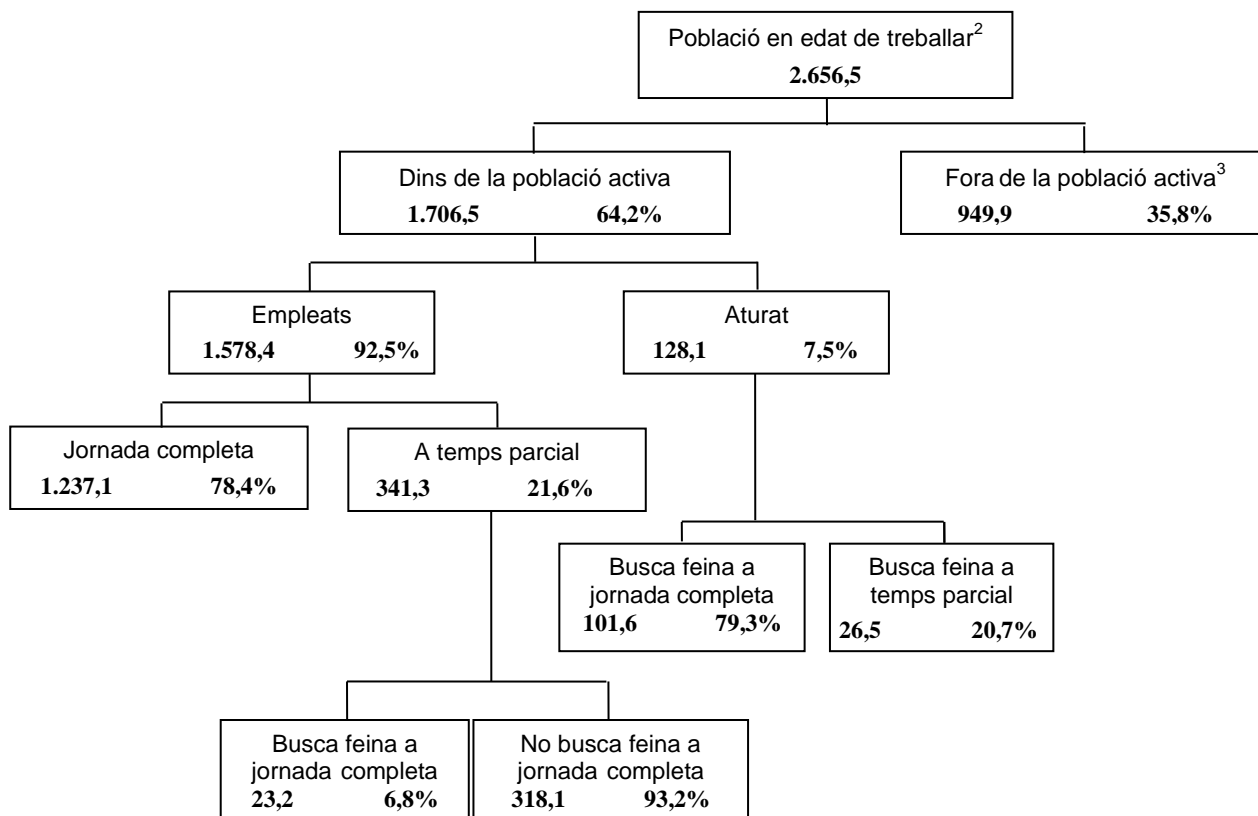 Població en edat de treballar²
2.656,5
Dins de la població activa
1.706,5 64,2%
Fora de la població activa³
949,9 35,8%
Empleats
1.578,4 92,5%
Aturat
128,1 7,5%
Jornada completa
1.237,1 78,4%
A temps parcial
341,3 21,6%
Busca feina a
jornada completa
101,6 79,3%
Busca feina a
temps parcial
26,5 20,7%
Busca feina a
jornada completa
23,2 6,8%
No busca feina a
jornada completa
318,1 93,2%